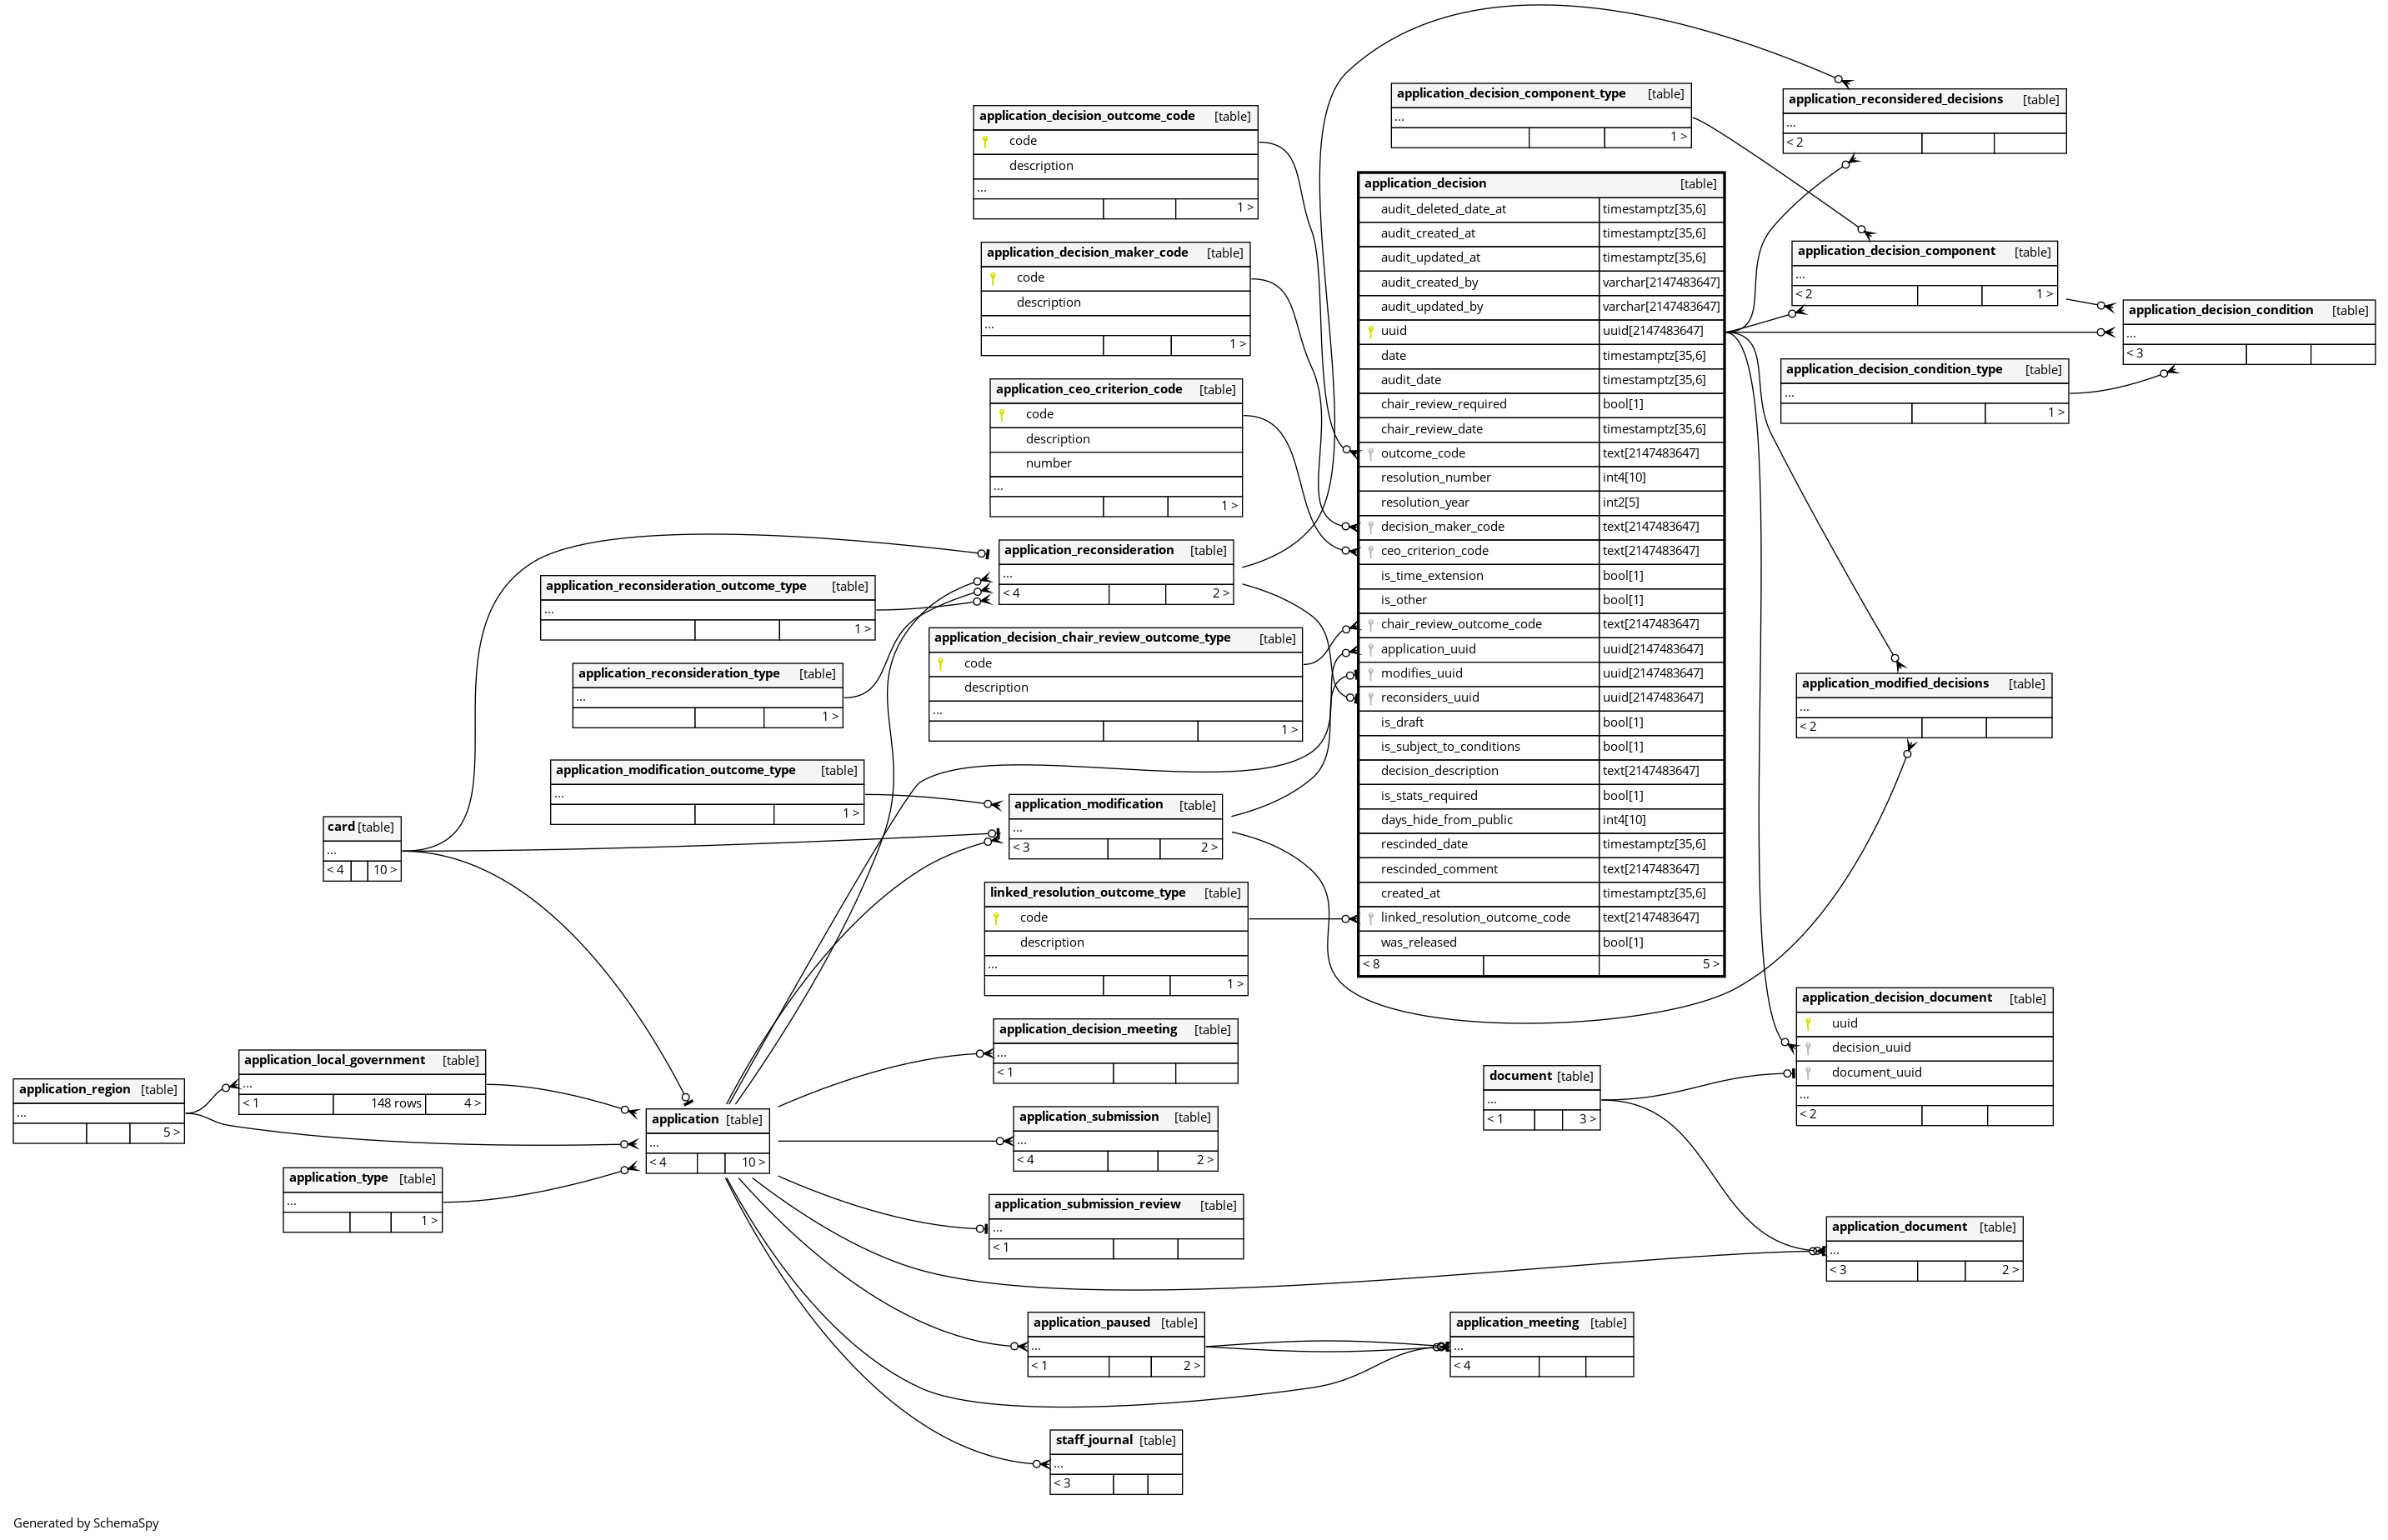 application_decision_outcome_code [table]
code
description
...
1 >
application_decision_maker_code [table]
code
description
...
1 >
application_ceo_criterion_code [table]
code
description
number
...
1 >
application_reconsideration [table]
...
< 4 2 >
application_reconsideration_outcome_type [table]
...
1 >
application_decision_chair_review_outcome_type [table]
code
description
...
1 >
application_reconsideration_type [table]
...
1 >
application_modification_outcome_type [table]
...
1 >
application_modification [table]
...
< 3 2 >
card [table]
...
< 4 10 >
linked_resolution_outcome_type [table]
code
description
...
1 >
application_decision_meeting [table]
...
< 1
application_local_government [table]
...
< 1 148 rows 4 >
application_region [table]
...
5 >
application [table]
...
< 4 10 >
application_type [table]
...
1 >
application_submission [table]
...
< 4 2 >
application_submission_review [table]
...
< 1
application_paused [table]
...
< 1 2 >
application_meeting [table]
...
< 4
staff_journal [table]
...
< 3
application_decision_component_type [table]
...
1 >
application_decision [table]
audit_deleted_date_at timestamptz[35,6]
audit_created_at timestamptz[35,6]
audit_updated_at timestamptz[35,6]
audit_created_by varchar[2147483647]
audit_updated_by varchar[2147483647]
uuid uuid[2147483647]
date timestamptz[35,6]
audit_date timestamptz[35,6]
chair_review_required bool[1]
chair_review_date timestamptz[35,6]
outcome_code text[2147483647]
resolution_number int4[10]
resolution_year int2[5]
decision_maker_code text[2147483647]
ceo_criterion_code text[2147483647]
is_time_extension bool[1]
is_other bool[1]
chair_review_outcome_code text[2147483647]
application_uuid uuid[2147483647]
modifies_uuid uuid[2147483647]
reconsiders_uuid uuid[2147483647]
is_draft bool[1]
is_subject_to_conditions bool[1]
decision_description text[2147483647]
is_stats_required bool[1]
days_hide_from_public int4[10]
rescinded_date timestamptz[35,6]
rescinded_comment text[2147483647]
created_at timestamptz[35,6]
linked_resolution_outcome_code text[2147483647]
was_released bool[1]
< 8 5 >
application_reconsidered_decisions [table]
...
< 2
application_decision_component [table]
...
< 2 1 >
application_decision_condition [table]
...
< 3
application_decision_condition_type [table]
...
1 >
application_modified_decisions [table]
...
< 2
application_decision_document [table]
uuid
decision_uuid
document_uuid
...
< 2
document [table]
...
< 1 3 >
application_document [table]
...
< 3 2 >
Generated by SchemaSpy